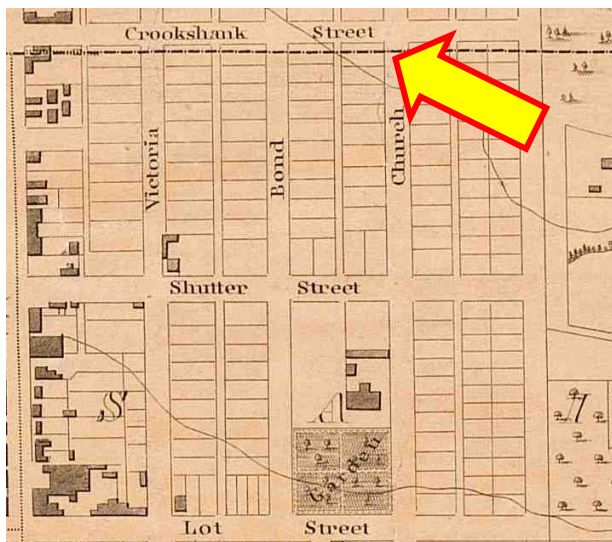 Crookshank Street
Victoria
Bond
Church
Shutter Street
S
Garden
Lot Street